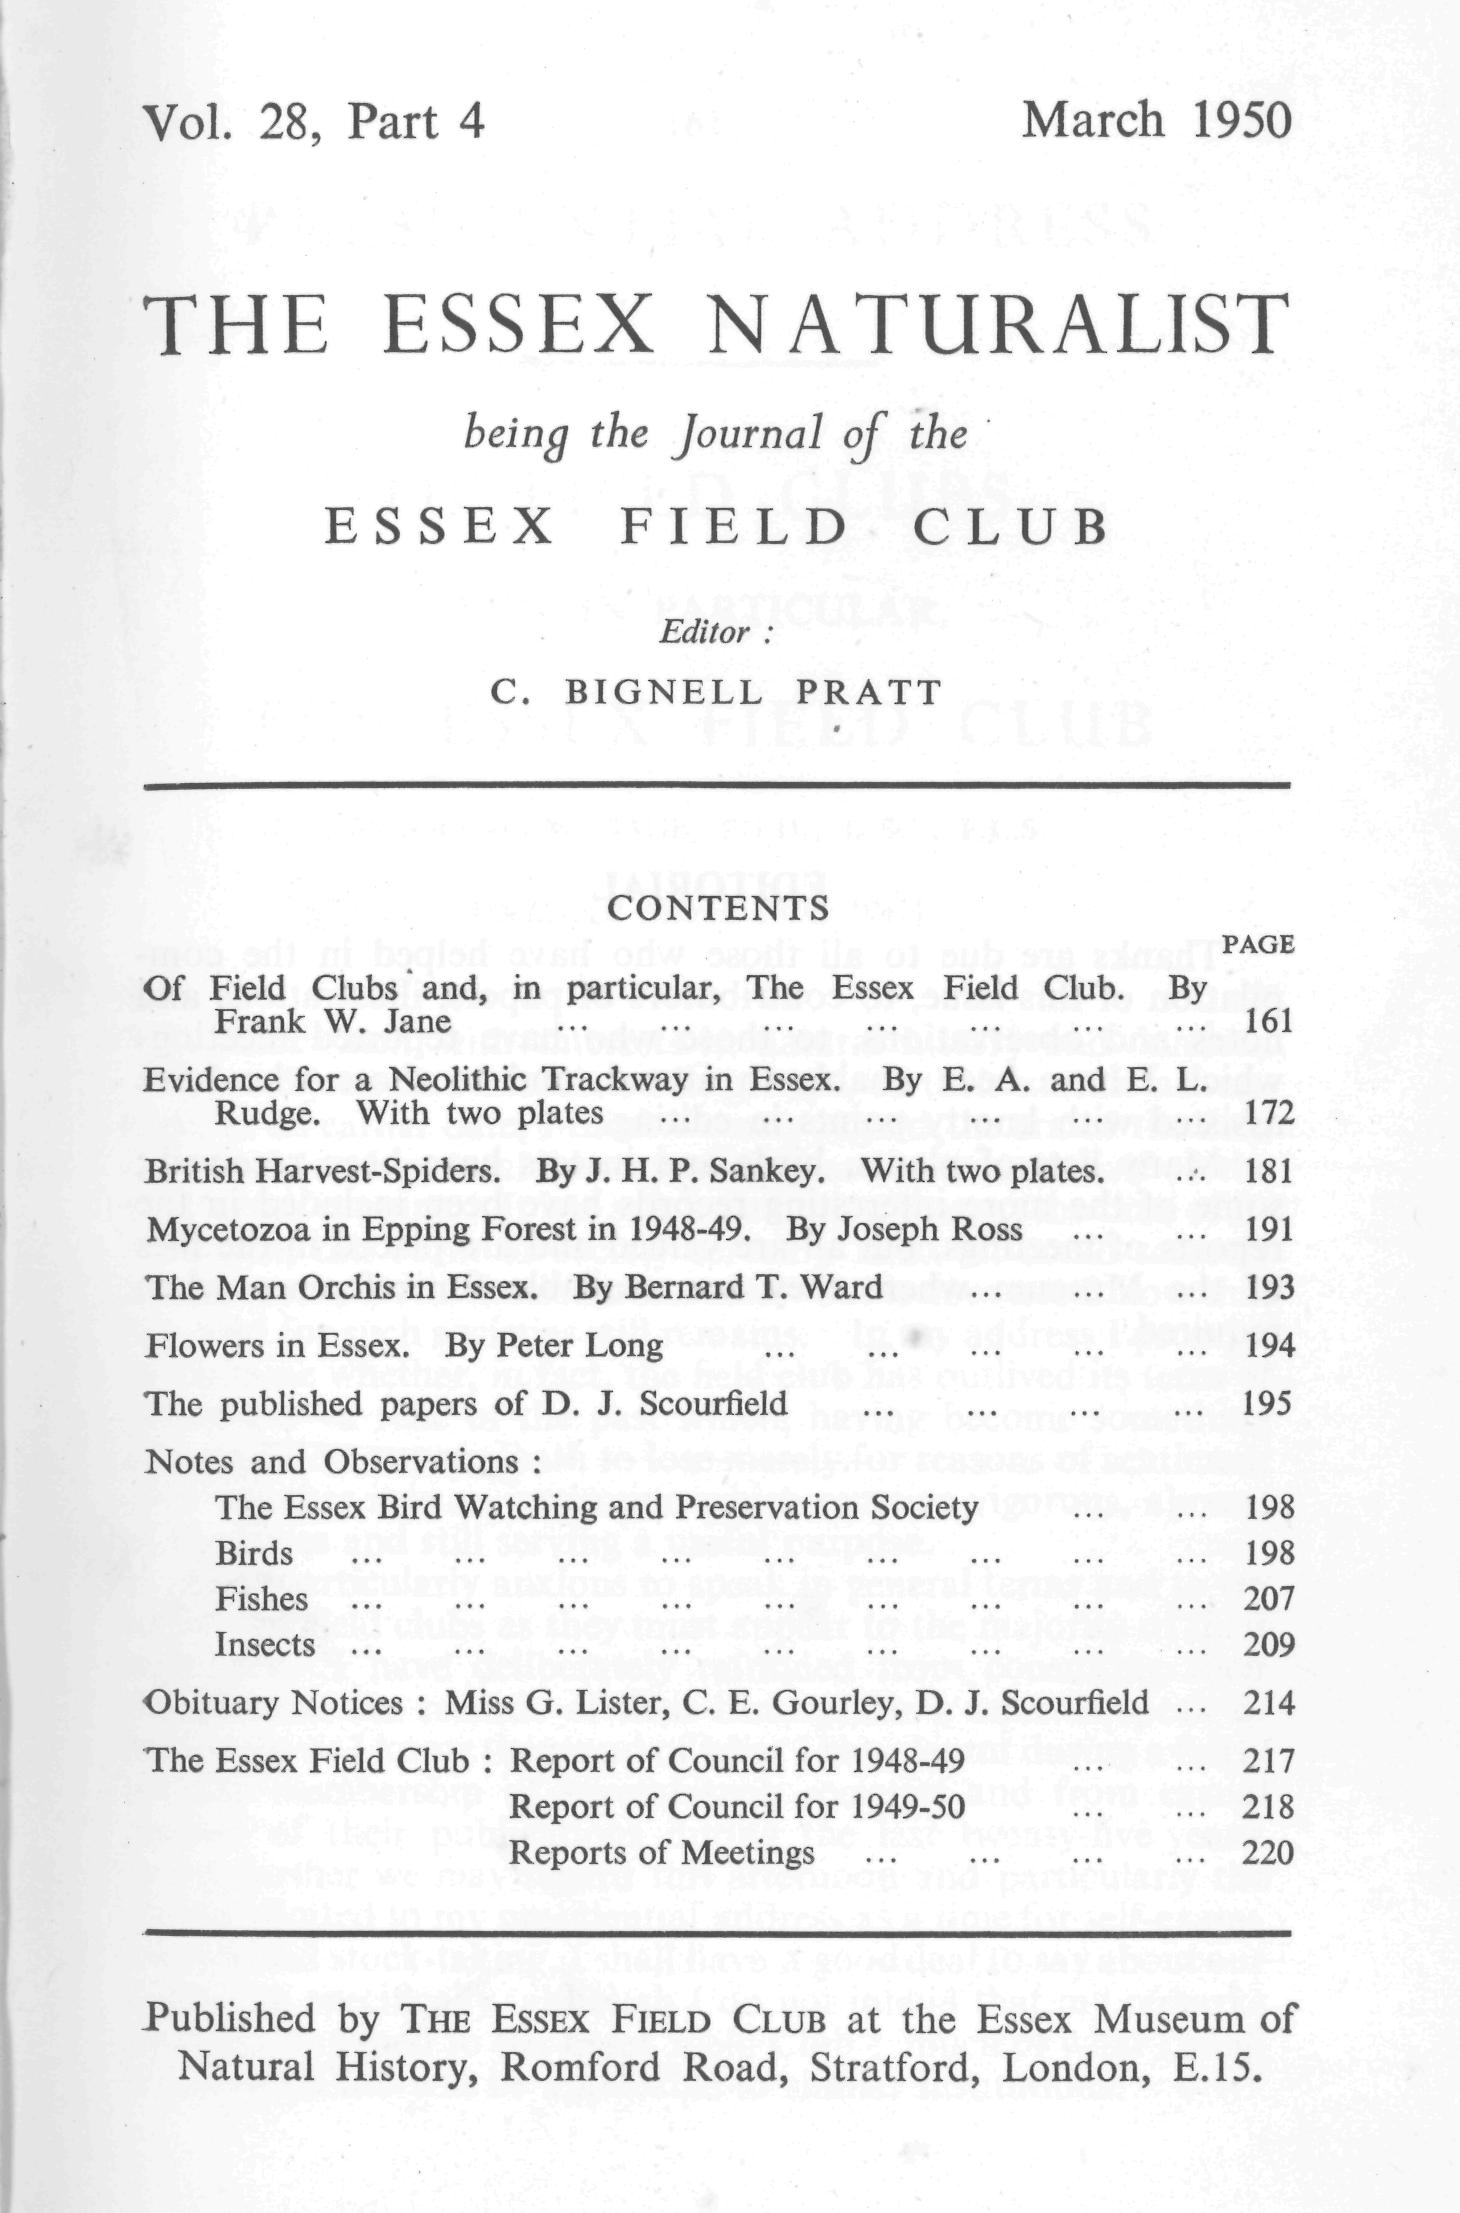 Vol. 28, Part 4 March 1950
THE ESSEX NATURALIST
being the Journal of the
ESSEX FIELD CLUB
Editor :
C. BIGNELL PRATT
CONTENTS
PAGE
Of Field Clubs and, in particular, The Essex Field Club. By
Frank W. Jane ... ... ... ... ... ... ... 161
Evidence for a Neolithic Trackway in Essex. By E. A. and E. L.
Rudge. With two plates ... ... ... ... ... ... 172
British Harvest-Spiders. By J. H. P. Sankey. With two plates. ... 181
Mycetozoa in Epping Forest in 1948-49. By Joseph Ross ... ... 191
The Man Orchis in Essex. By Bernard T. Ward ... ... ... 193
Flowers in Essex. By Peter Long ... ... ... ... ... 194
The published papers of D. J. Scourfield ... ... ... ... 195
Notes and Observations :
The Essex Bird Watching and Preservation Society ... ... 198
Birds ... ... ... ... ... ... ... ... ... 198
Fishes ... ... ... ... ... ... ... ... ... 207
Insects ... ... ... ... ... ... ... ... ... 209
Obituary Notices : Miss G. Lister, C. E. Gourley, D. J. Scourfield ... 214
The Essex Field Club : Report of Council for 1948-49 ... ... 217
Report of Council for 1949-50 ... ... 218
Reports of Meetings ... ... ... ... 220
Published by THE ESSEX FIELD CLUB at the Essex Museum of
Natural History, Romford Road, Stratford, London, E.15.